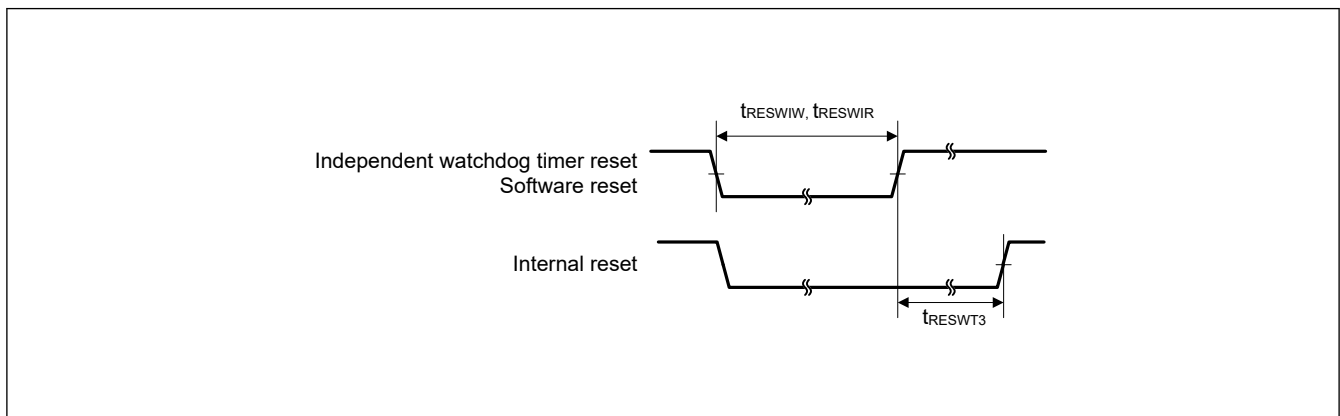 tRESWIW, tRESWIR
Independent watchdog timer reset
Software reset
Internal reset
tRESWT3